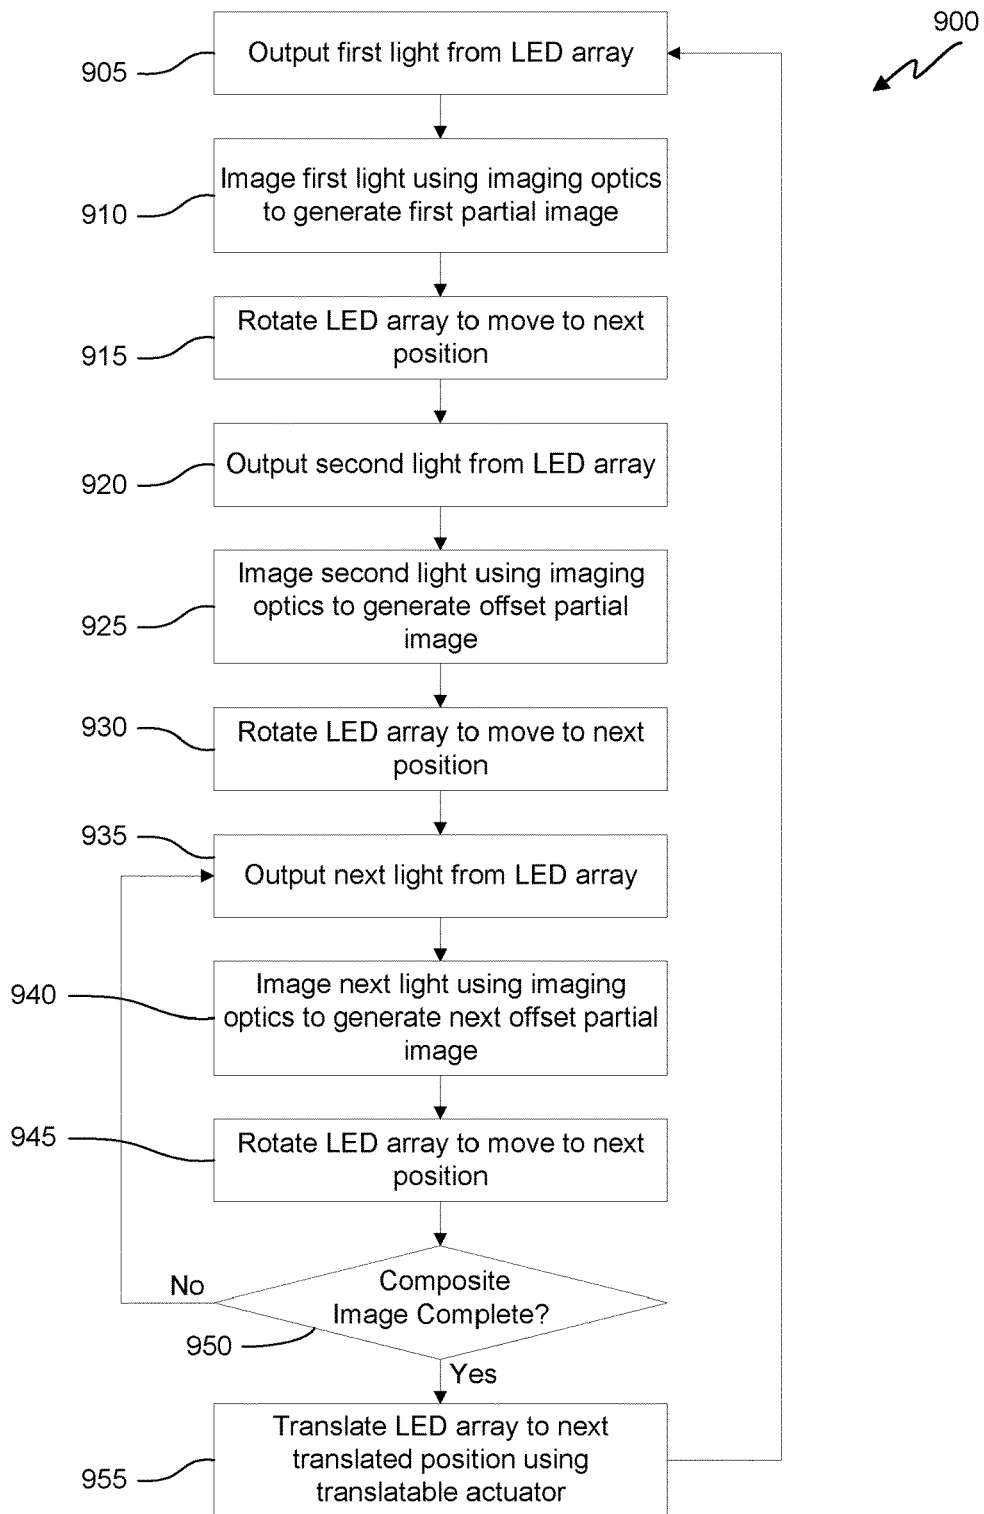 900
Output first light from LED array
905
Image first light using imaging optics
to generate first partial image
910
Rotate LED array to move to next
position
915
Output second light from LED array
920
Image second light using imaging
optics to generate offset partial
image
925
930
Rotate LED array to move to next
position
935
Output next light from LED array
940
Image next light using imaging
optics to generate next offset partial
image
945
Rotate LED array to move to next
position
No
Composite
Image Complete?
950
Yes
Translate LED array to next
translated position using
translatable actuator
955